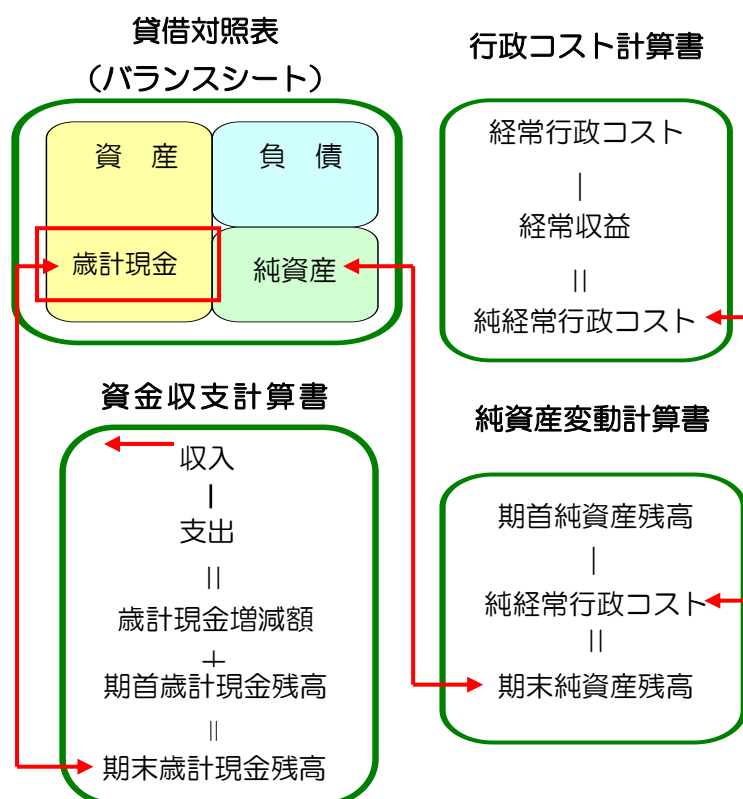 貸借対照表
（バランスシート）
資　産
負　債
歳計現金
純資産
行政コスト計算書
経常行政コスト
｜
経常収益
||
純経常行政コスト
資金収支計算書
収入
｜
支出
||
歳計現金増減額
＋
期首歳計現金残高
||
期末歳計現金残高
純資産変動計算書
期首純資産残高
｜
純経常行政コスト
||
期末純資産残高